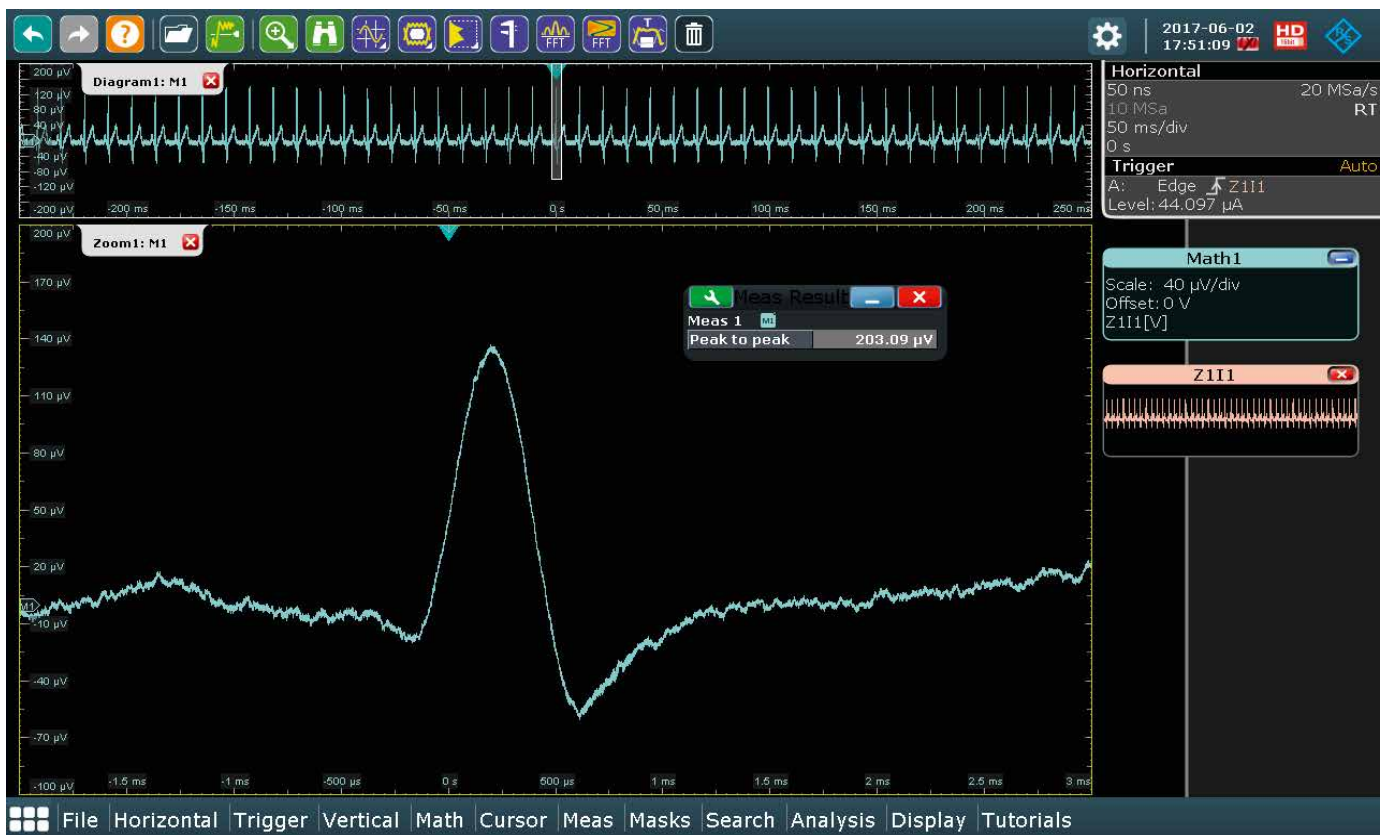 FFT
FFT
T
2017-06-02
17:51:09
HD
R&S
200 µV
Diagram1: M1
120 µV
80 µV
40 µV
M1
-40 µV
-80 µV
-120 µV
-200 µV
-200 ms
-150 ms
-100 ms
-50 ms
0 s
50 ms
100 ms
150 ms
200 ms
250 ms
Horizontal
50 ns 20 MSa/s
10 MSa RT
50 ms/div
0 s
Trigger Auto
A: Edge Z1I1
Level: 44.097 µA
200 µV
Zoom1: M1
170 µV
140 µV
110 µV
80 µV
50 µV
20 µV
M1
-10 µV
-40 µV
-70 µV
-100 µV
-1.5 ms
-1 ms
-500 µs
0 s
500 µs
1 ms
1.5 ms
2 ms
2.5 ms
3 ms
Meas Result
Meas 1 M1
Peak to peak 203.09 µV
Math1
Scale: 40 µV/div
Offset: 0 V
Z1I1[V]
Z1I1
File Horizontal Trigger Vertical Math Cursor Meas Masks Search Analysis Display Tutorials